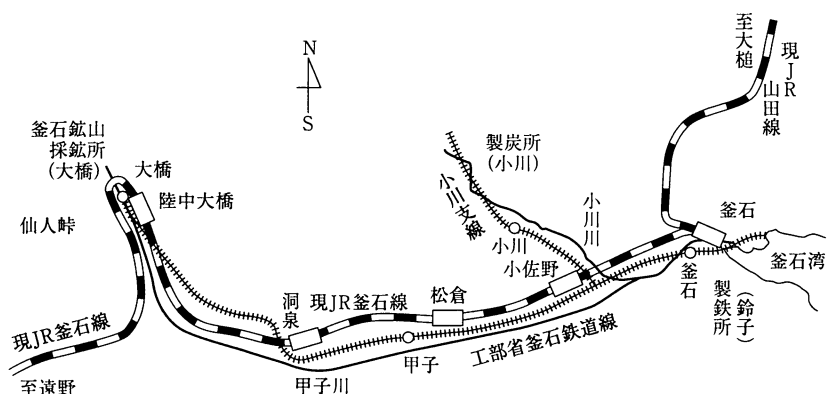 N
S
至大槌
現JR
山田線
釜石鉱山
採鉱所
(大橋)
大橋
陸中大橋
仙人峠
製炭所
(小川)
小川支線
小川
小川川
小佐野
釜石
釜石
釜石湾
製鉄所
(鈴子)
洞泉
現JR釜石線
松倉
甲子
工部省釜石鉄道線
甲子川
現JR釜石線
至遠野